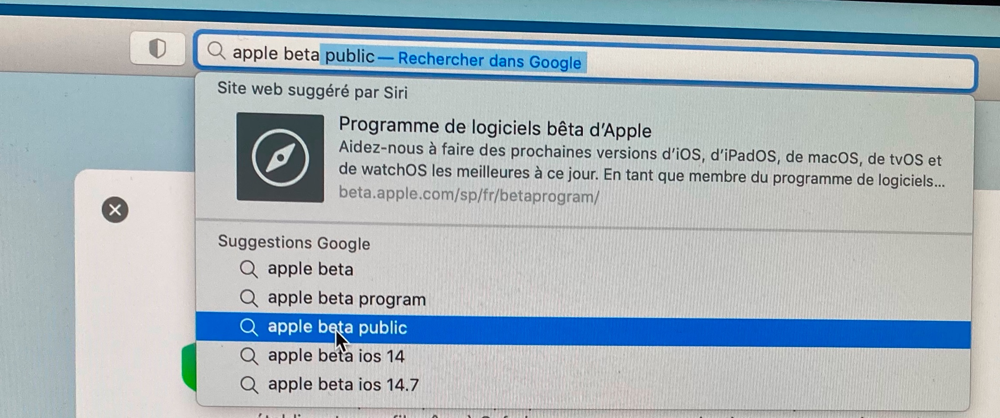 apple beta public — Rechercher dans Google
Site web suggéré par Siri
Programme de logiciels bêta d'Apple
Aidez-nous à faire des prochaines versions d'iOS, d'iPadOS, de macOS, de tvOS et
de watchOS les meilleures à ce jour. En tant que membre du programme de logiciels...
beta.apple.com/sp/fr/betaprogram/
Suggestions Google
apple beta
apple beta program
apple beta public
apple beta ios 14
apple beta ios 14.7